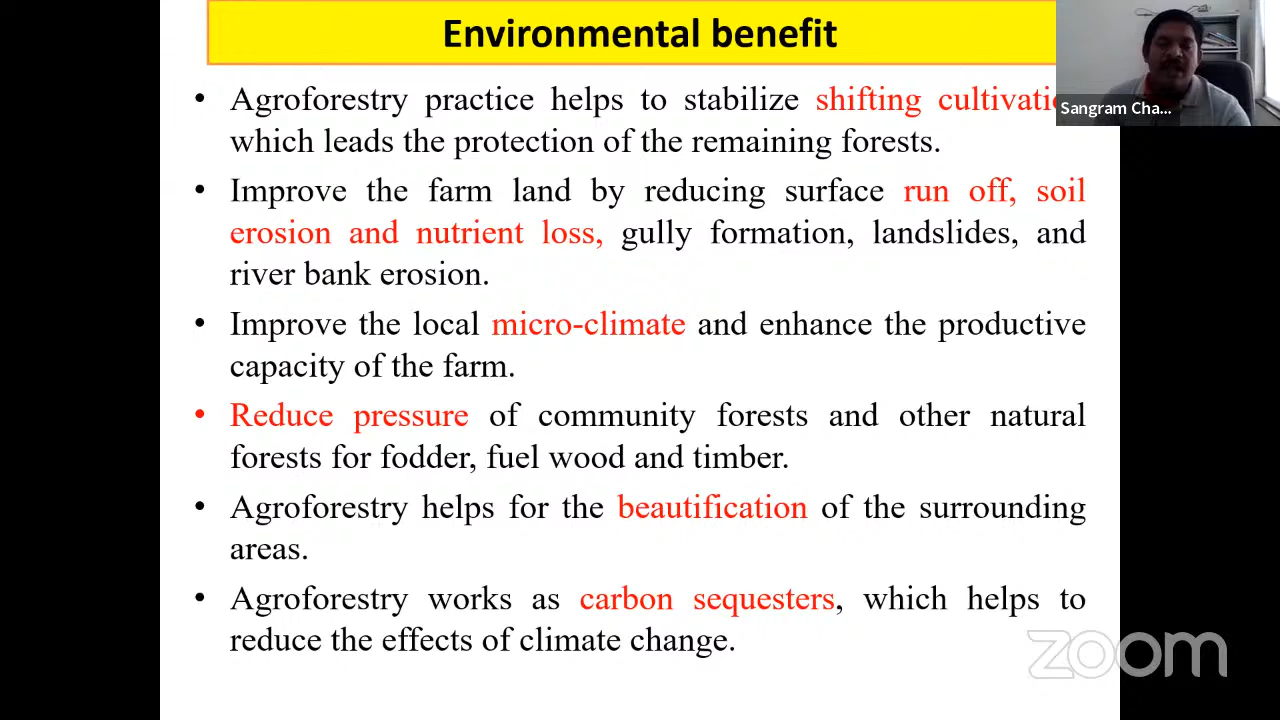 Environmental benefit
• Agroforestry practice helps to stabilize shifting cultivatio
which leads the protection of the remaining forests.
• Improve the farm land by reducing surface run off, soil
erosion and nutrient loss, gully formation, landslides, and
river bank erosion.
• Improve the local micro-climate and enhance the productive
capacity of the farm.
• Reduce pressure of community forests and other natural
forests for fodder, fuel wood and timber.
• Agroforestry helps for the beautification of the surrounding
areas.
• Agroforestry works as carbon sequesters, which helps to
reduce the effects of climate change.
Sangram Cha...
zoom